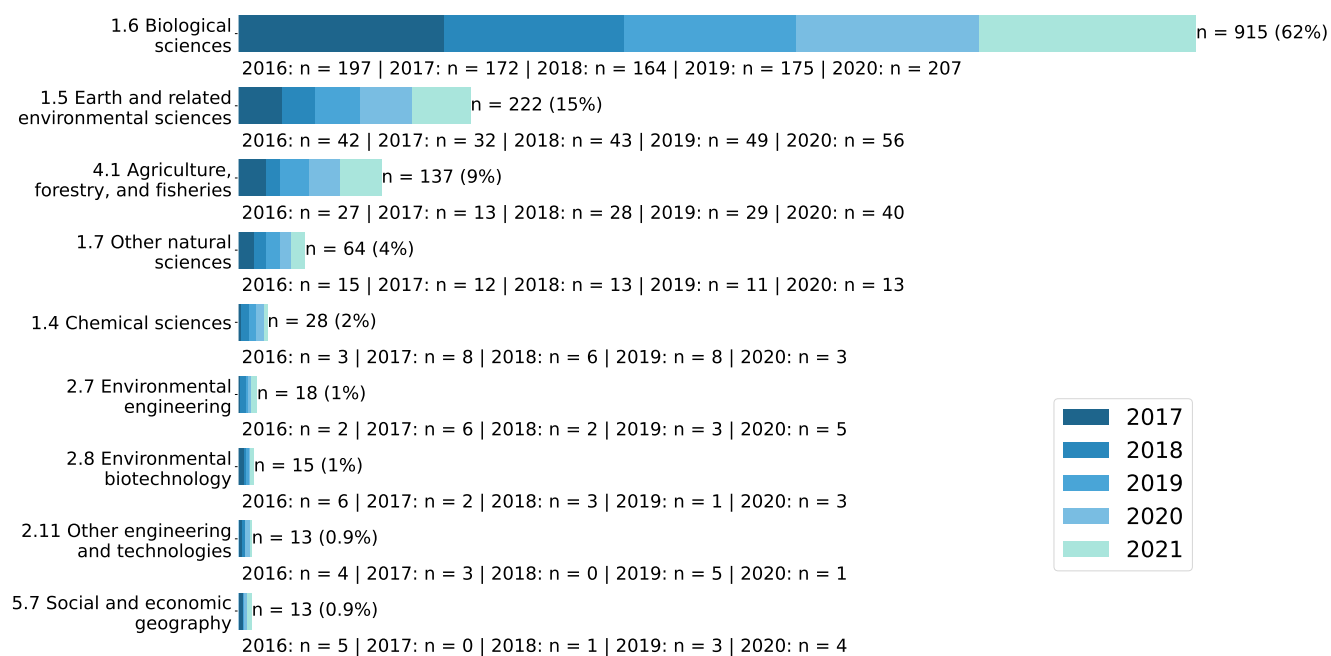 1.6 Biological
sciences
n = 915 (62%)
2016: n = 197 | 2017: n = 172 | 2018: n = 164 | 2019: n = 175 | 2020: n = 207
1.5 Earth and related
environmental sciences
n = 222 (15%)
2016: n = 42 | 2017: n = 32 | 2018: n = 43 | 2019: n = 49 | 2020: n = 56
4.1 Agriculture,
forestry, and fisheries
n = 137 (9%)
2016: n = 27 | 2017: n = 13 | 2018: n = 28 | 2019: n = 29 | 2020: n = 40
1.7 Other natural
sciences
n = 64 (4%)
2016: n = 15 | 2017: n = 12 | 2018: n = 13 | 2019: n = 11 | 2020: n = 13
1.4 Chemical sciences
n = 28 (2%)
2016: n = 3 | 2017: n = 8 | 2018: n = 6 | 2019: n = 8 | 2020: n = 3
2.7 Environmental
engineering
n = 18 (1%)
2016: n = 2 | 2017: n = 6 | 2018: n = 2 | 2019: n = 3 | 2020: n = 5
2.8 Environmental
biotechnology
n = 15 (1%)
2016: n = 6 | 2017: n = 2 | 2018: n = 3 | 2019: n = 1 | 2020: n = 3
2.11 Other engineering
and technologies
n = 13 (0.9%)
2016: n = 4 | 2017: n = 3 | 2018: n = 0 | 2019: n = 5 | 2020: n = 1
5.7 Social and economic
geography
n = 13 (0.9%)
2016: n = 5 | 2017: n = 0 | 2018: n = 1 | 2019: n = 3 | 2020: n = 4
2017
2018
2019
2020
2021